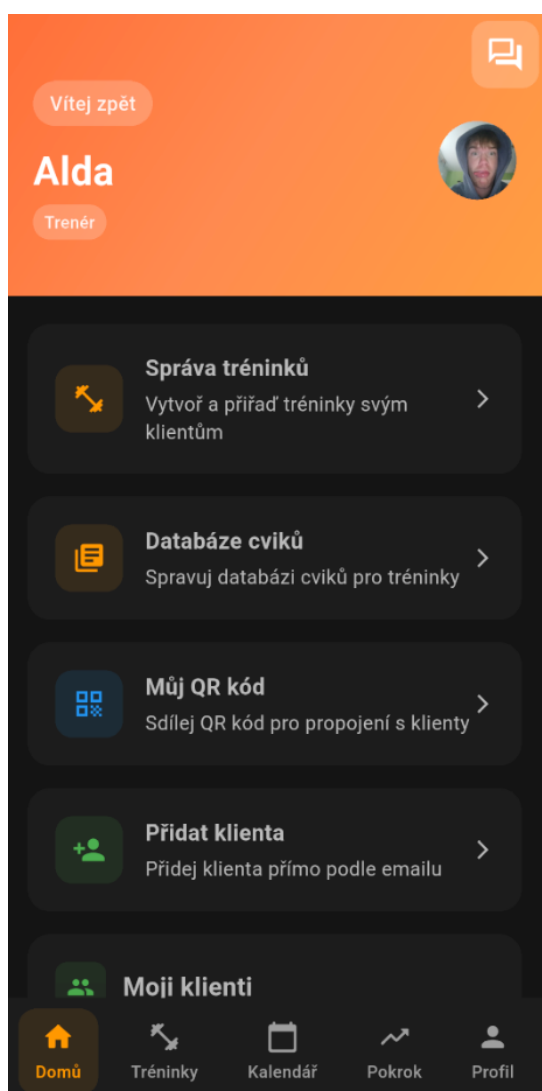 Vítej zpět
Alda
Trenér
Správa tréninků
Vytvoř a přiřaď tréninky svým
klientům
Databáze cviků
Spravuj databázi cviků pro tréninky
Můj QR kód
Sdílej QR kód pro propojení s klienty
Přidat klienta
Přidej klienta přímo podle emailu
Moji klienti
Domů
Tréninky
Kalendář
Pokrok
Profil